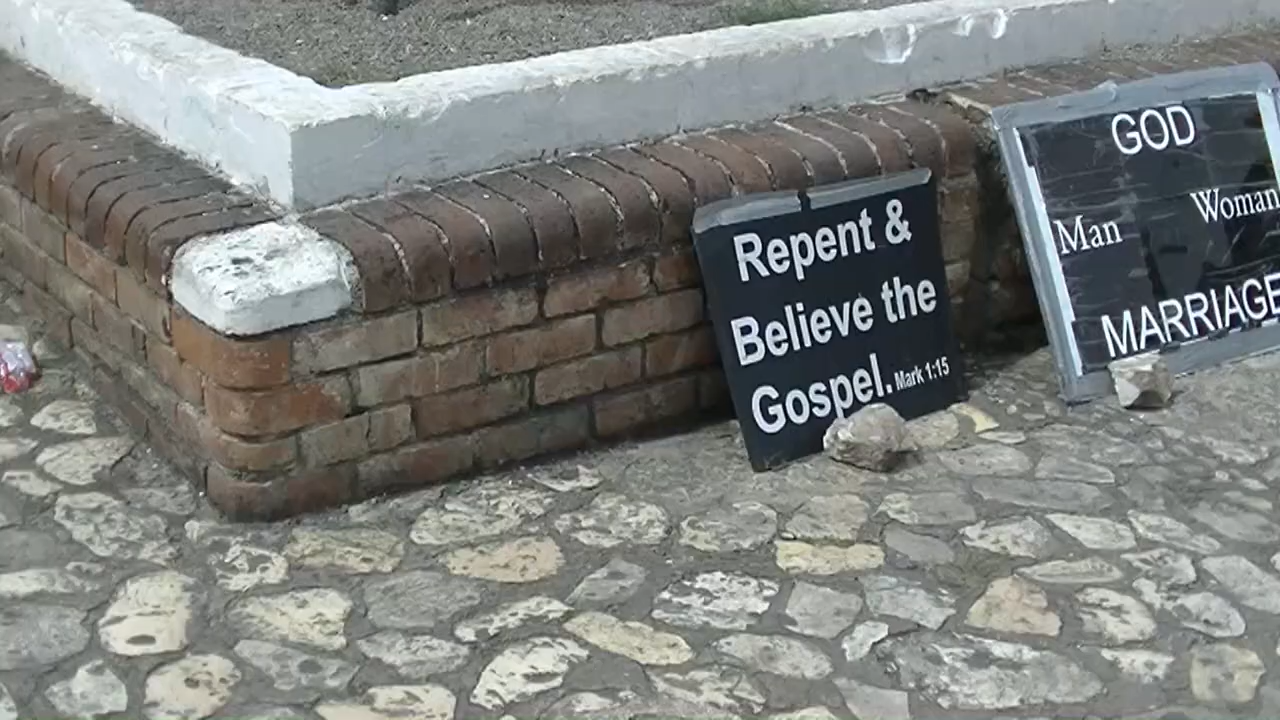 Repent &
Believe the
Gospel. Mark 1:15
GOD
Man Woman
MARRIAGE